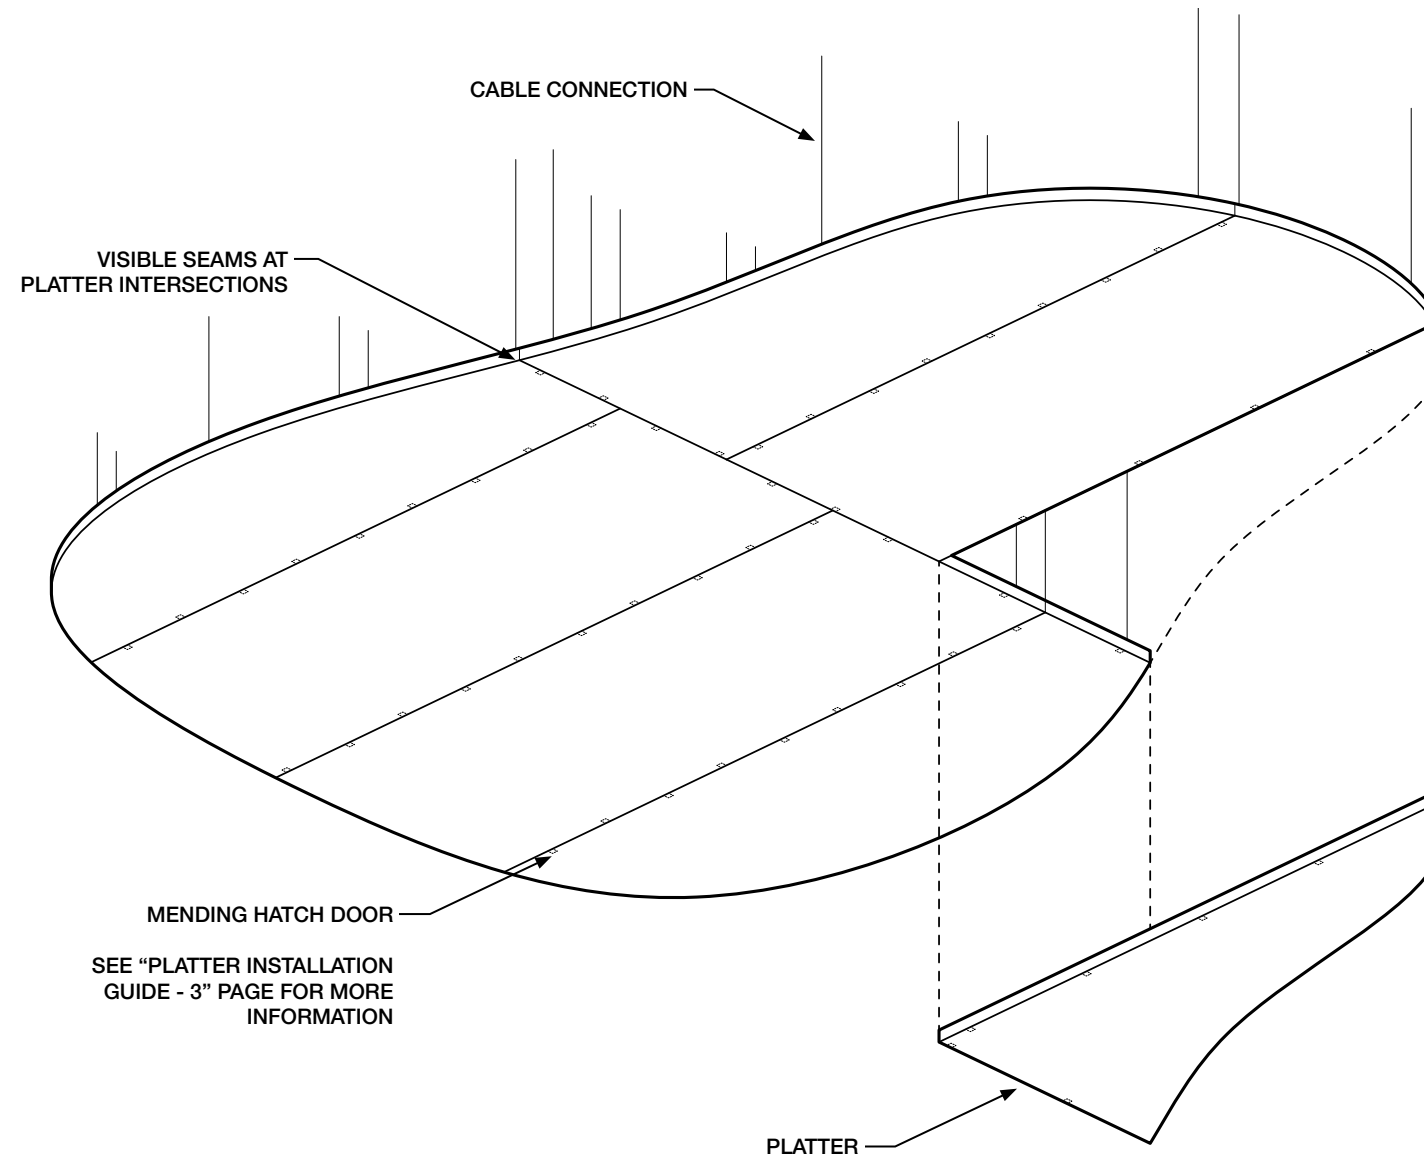 CABLE CONNECTION
VISIBLE SEAMS AT
PLATTER INTERSECTIONS
MENDING HATCH DOOR
SEE “PLATTER INSTALLATION
GUIDE - 3” PAGE FOR MORE
INFORMATION
PLATTER